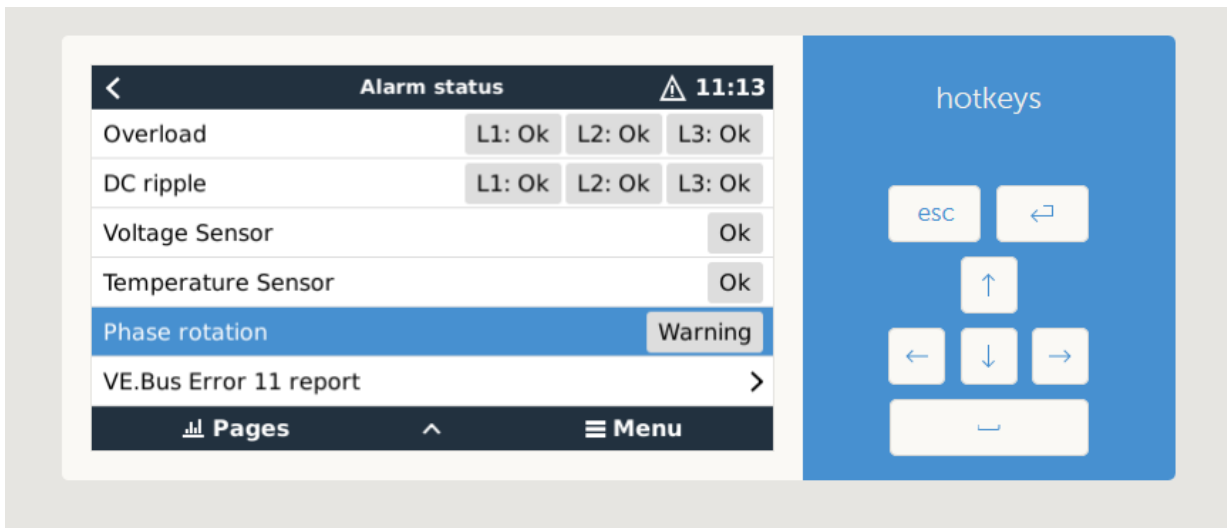 Alarm status 11:13
Overload L1: Ok L2: Ok L3: Ok
DC ripple L1: Ok L2: Ok L3: Ok
Voltage Sensor Ok
Temperature Sensor Ok
Phase rotation Warning
VE.Bus Error 11 report
Pages Menu
hotkeys
esc